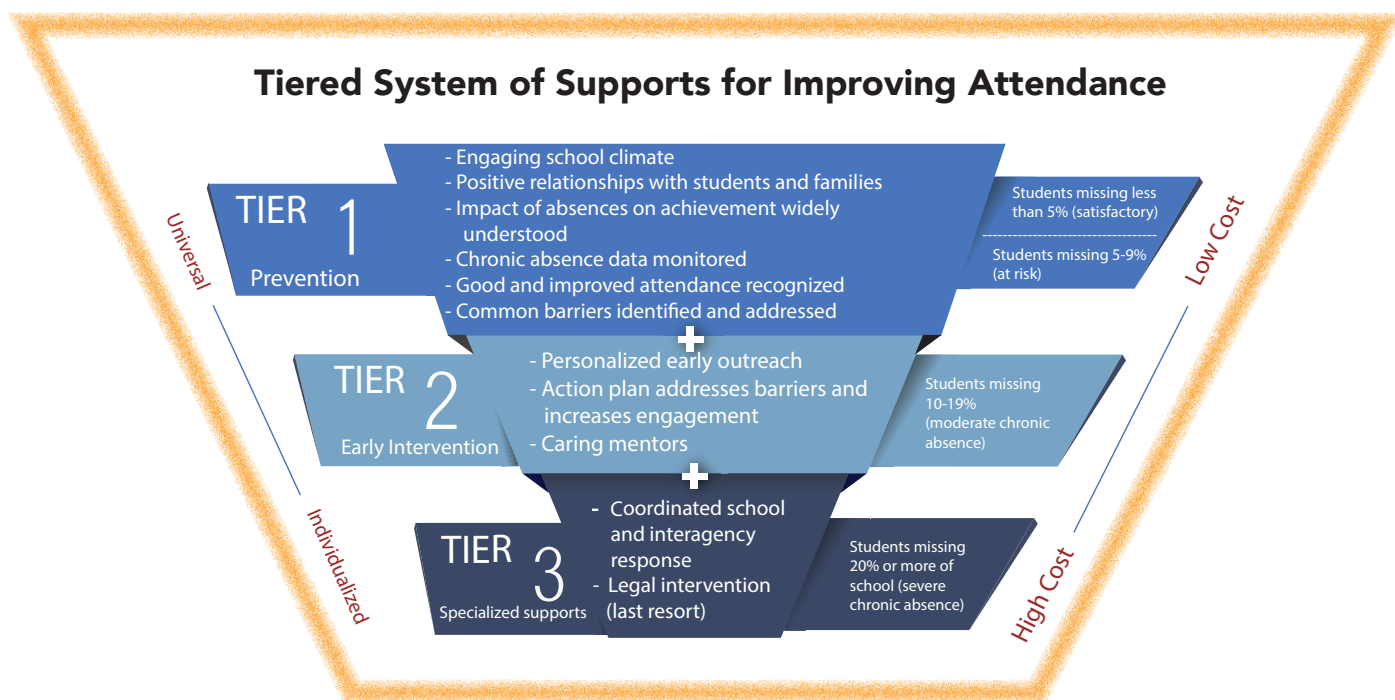 Tiered System of Supports for Improving Attendance
TIER 1
Prevention
- Engaging school climate
- Positive relationships with students and families
- Impact of absences on achievement widely
understood
- Chronic absence data monitored
- Good and improved attendance recognized
- Common barriers identified and addressed
Students missing less
than 5% (satisfactory)
Students missing 5-9%
(at risk)
Universal
Low Cost
+
TIER 2
Early Intervention
- Personalized early outreach
- Action plan addresses barriers and
increases engagement
- Caring mentors
Students missing
10-19%
(moderate chronic
absence)
+
TIER 3
Specialized supports
- Coordinated school
and interagency
response
- Legal intervention
(last resort)
Students missing
20% or more of
school (severe
chronic absence)
Individualized
High Cost